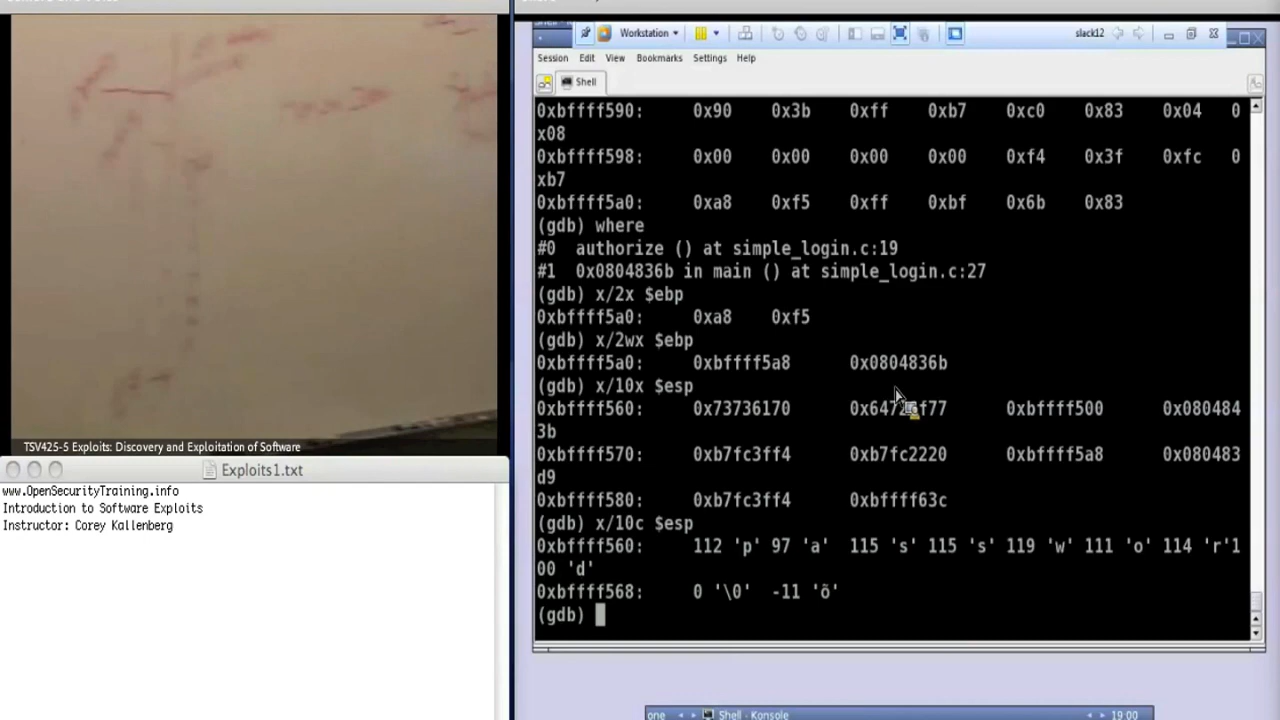 Workstation
slack12
Session Edit View Bookmarks Settings Help
Shell
0xbffff590: 0x90 0x3b 0xff 0xb7 0xc0 0x83 0x04 0
x08
0xbffff598: 0x00 0x00 0x00 0x00 0xf4 0x3f 0xfc 0
xb7
0xbffff5a0: 0xa8 0xf5 0xff 0xbf 0x6b 0x83
(gdb) where
#0 authorize () at simple_login.c:19
#1 0x0804836b in main () at simple_login.c:27
(gdb) x/2x $ebp
0xbffff5a0: 0xa8 0xf5
(gdb) x/2wx $ebp
0xbffff5a0: 0xbffff5a8 0x0804836b
(gdb) x/10x $esp
0xbffff560: 0x73736170 0xbffff500 0x080484
3b
0xbffff570: 0xb7fc3ff4 0xb7fc2220 0xbffff5a8 0x080483
d9
0xbffff580: 0xb7fc3ff4 0xbffff63c
(gdb) x/10c $esp
0xbffff560: 112 'p' 97 'a' 115 's' 115 's' 119 'w' 111 'o' 114 'r'1
00 'd'
0xbffff568: 0 '\0' -11 'õ'
(gdb)
TSV425-5 Exploits: Discovery and Exploitation of Software
Exploits1.txt
www.OpenSecurityTraining.info
Introduction to Software Exploits
Instructor: Corey Kallenberg
one Shell - Konsole 19:00